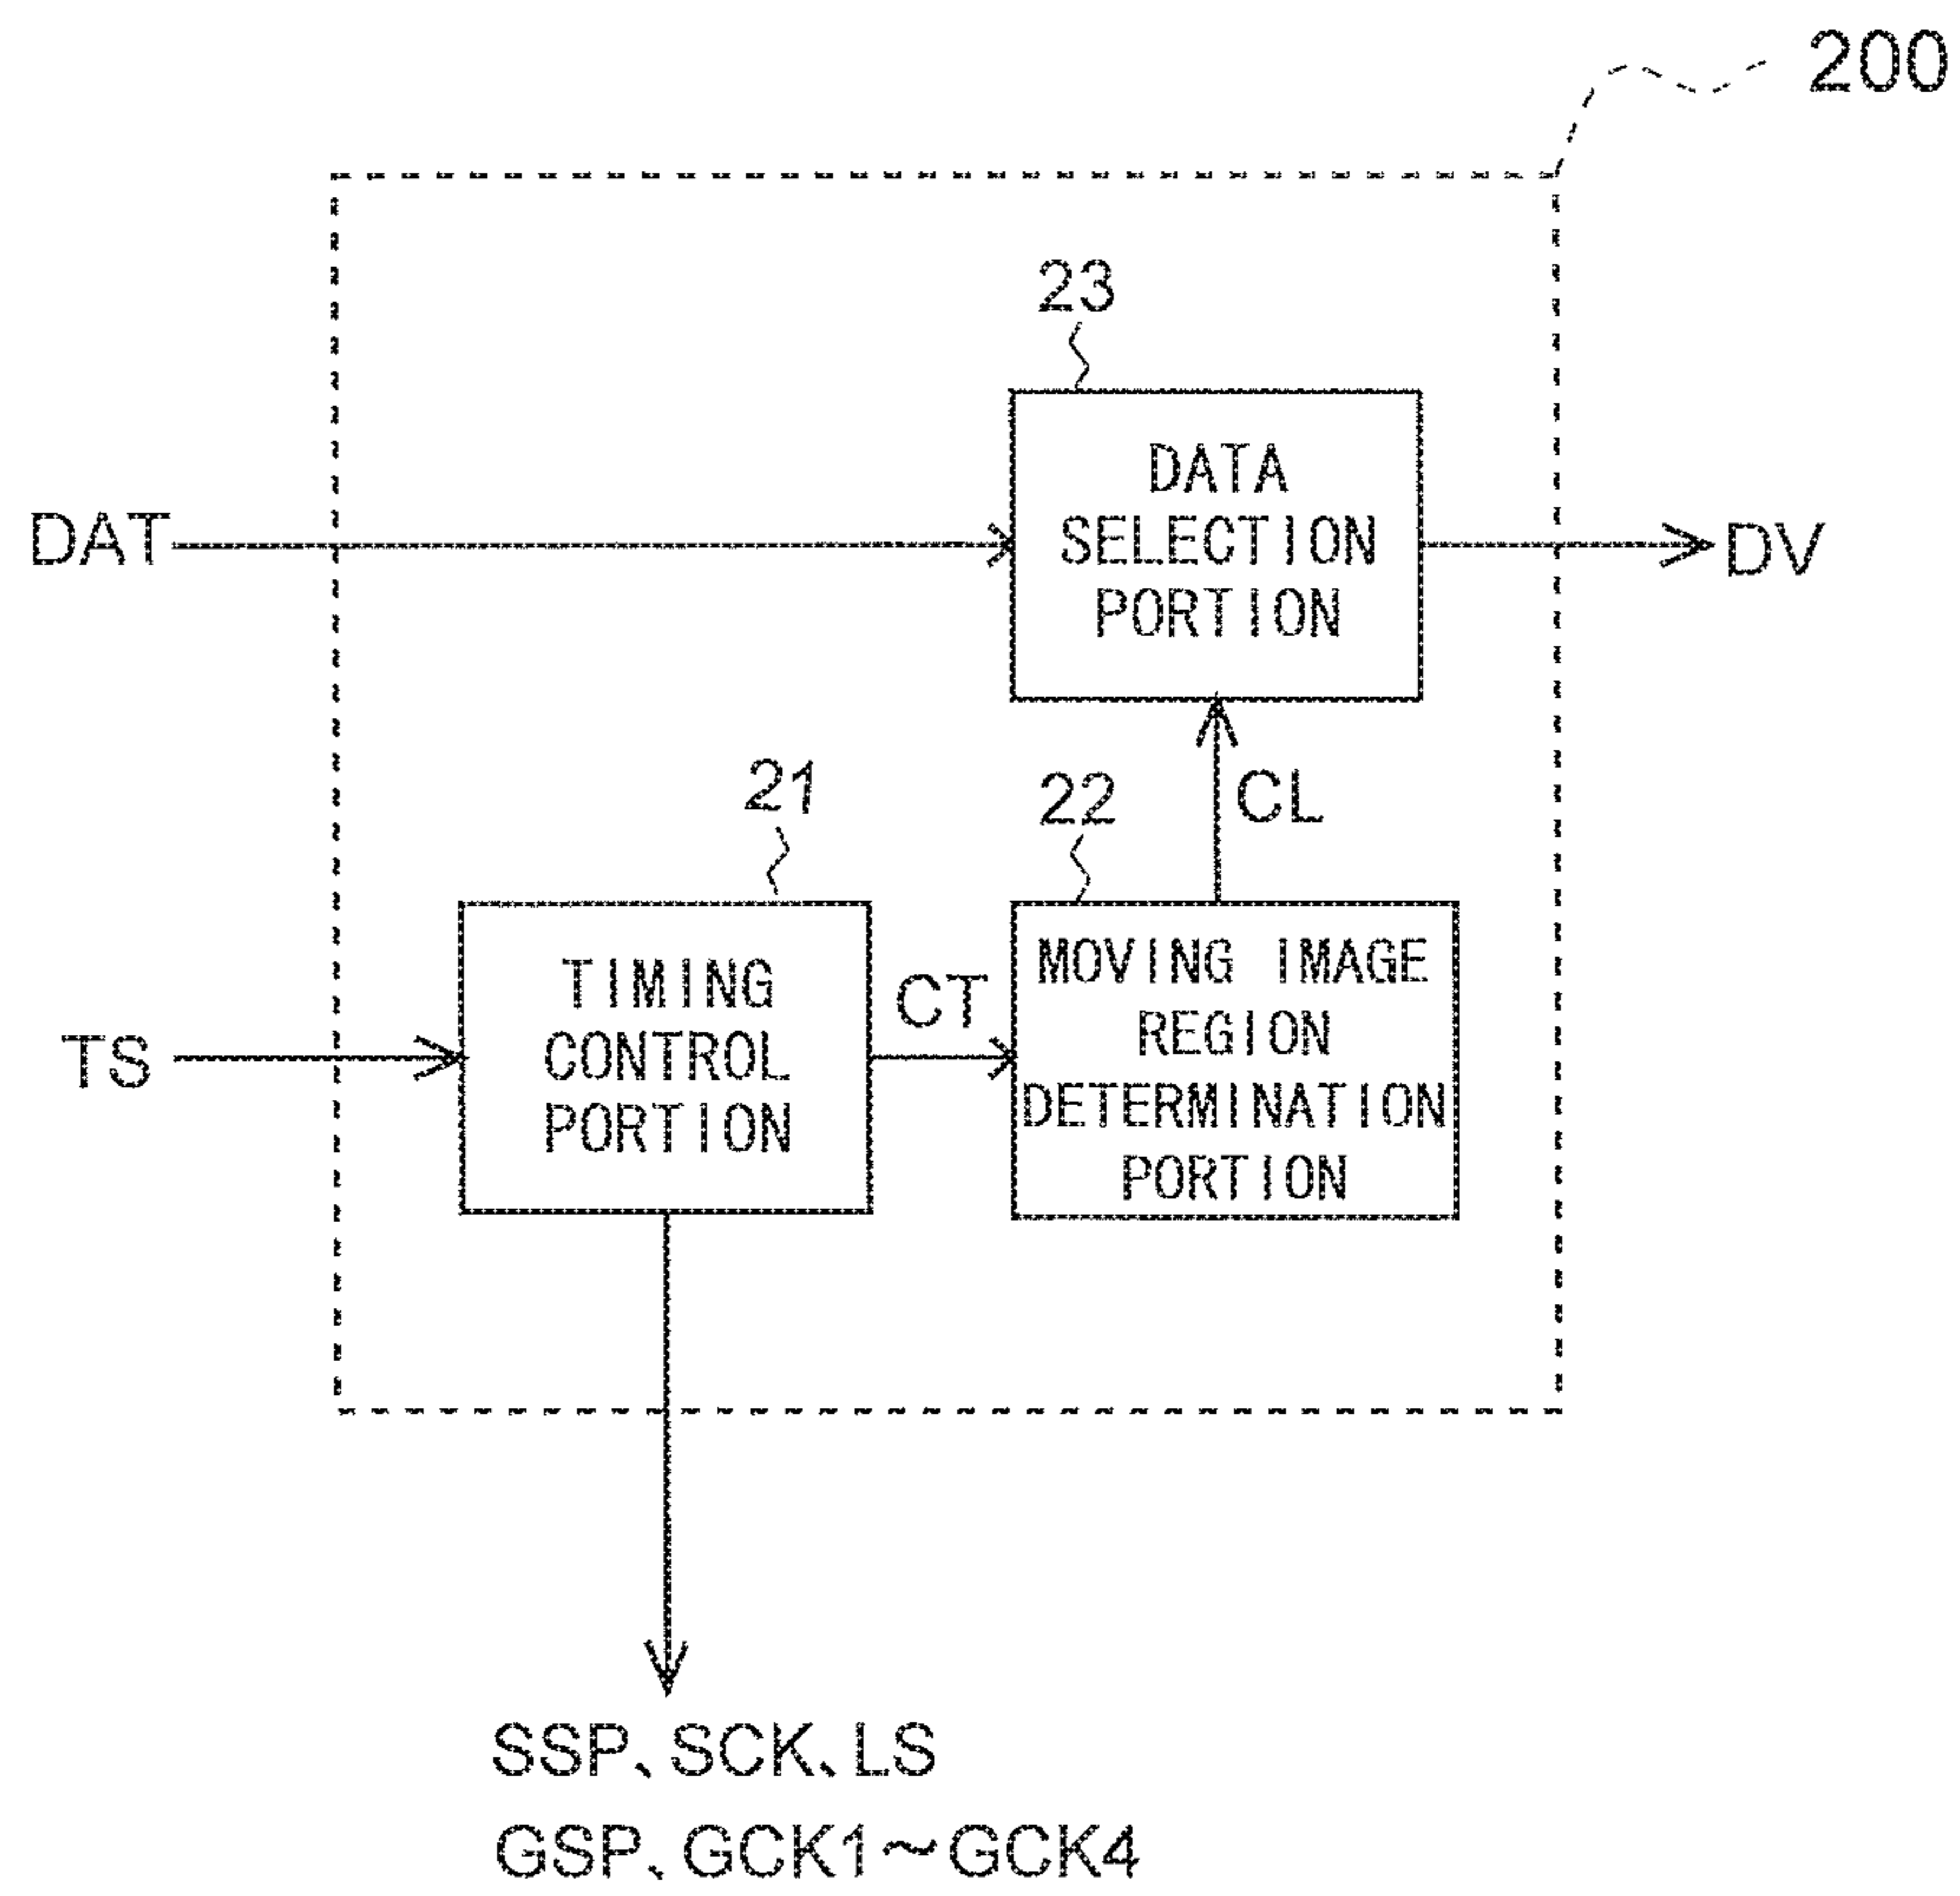 200
23
DATA
SELECTION
PORTION
DAT
DV
CL
21
22
TIMING
CONTROL
PORTION
CT
MOVING IMAGE
REGION
DETERMINATION
PORTION
TS
SSP、SCK、LS
GSP、GCK1～GCK4